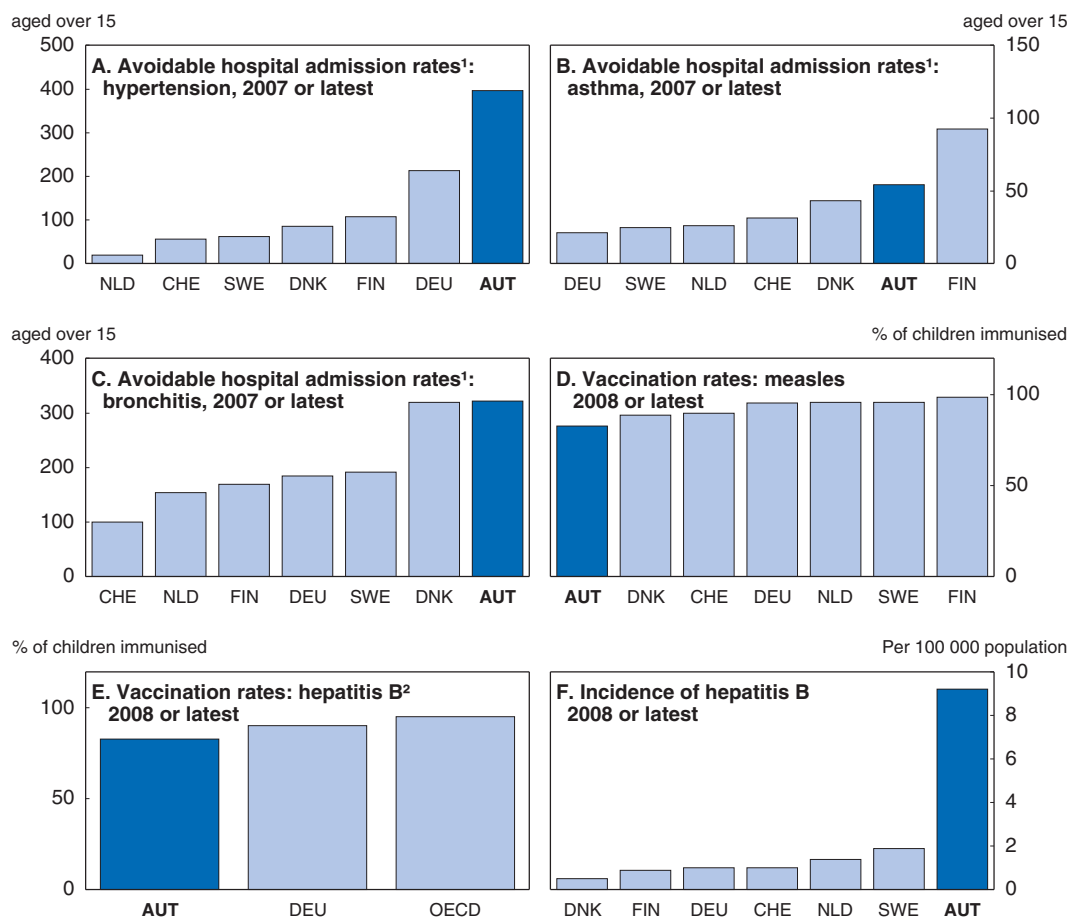 aged over 15
aged over 15
500
400
300
200
100
0
A. Avoidable hospital admission rates¹:
hypertension, 2007 or latest
NLD CHE SWE DNK FIN DEU AUT
B. Avoidable hospital admission rates¹:
asthma, 2007 or latest
150
100
50
0
DEU SWE NLD CHE DNK AUT FIN
aged over 15
% of children immunised
400
300
200
100
0
C. Avoidable hospital admission rates¹:
bronchitis, 2007 or latest
CHE NLD FIN DEU SWE DNK AUT
D. Vaccination rates: measles
2008 or latest
100
50
0
AUT DNK CHE DEU NLD SWE FIN
% of children immunised
Per 100 000 population
100
50
0
E. Vaccination rates: hepatitis B²
2008 or latest
AUT DEU OECD
F. Incidence of hepatitis B
2008 or latest
10
8
6
4
2
0
DNK FIN DEU CHE NLD SWE AUT